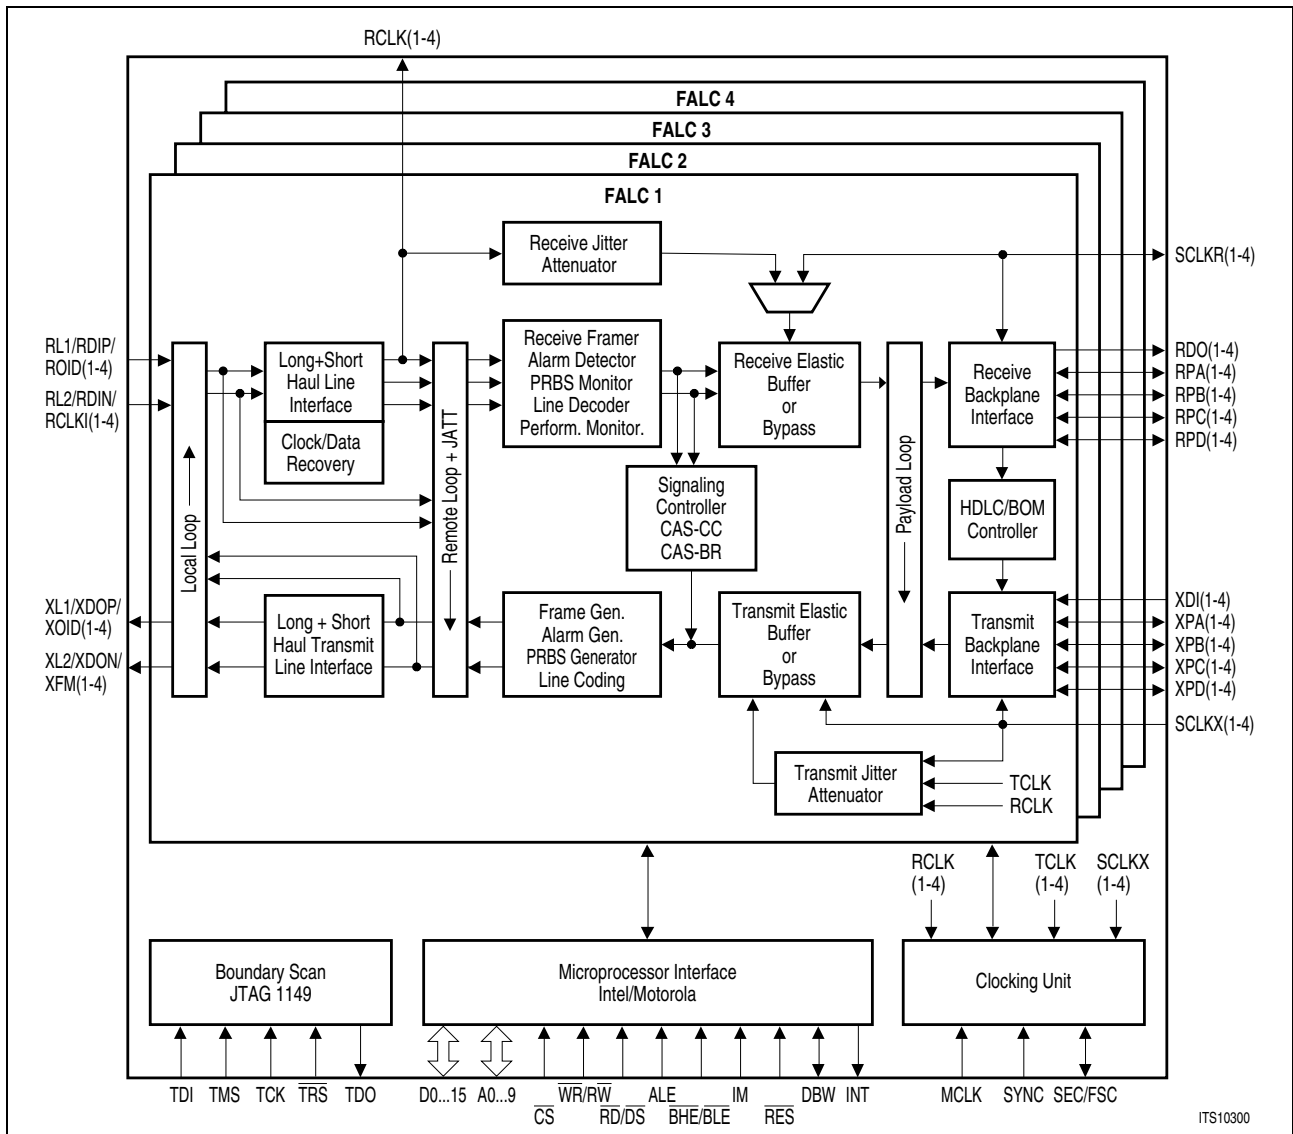 RCLK(1-4)
FALC 4
FALC 3
FALC 2
FALC 1
Receive Jitter
Attenuator
SCLKR(1-4)
RL1/RDIP/
ROID(1-4)
RL2/RDIN/
RCLKI(1-4)
Local Loop
Long+Short
Haul Line
Interface
Clock/Data
Recovery
Remote Loop + JATT
Receive Framer
Alarm Detector
PRBS Monitor
Line Decoder
Perform. Monitor.
Receive Elastic
Buffer
or
Bypass
Payload Loop
Receive
Backplane
Interface
RDO(1-4)
RPA(1-4)
RPB(1-4)
RPC(1-4)
RPD(1-4)
Signaling
Controller
CAS-CC
CAS-BR
HDLC/BOM
Controller
XL1/XDOP/
XOID(1-4)
XL2/XDON/
XFM(1-4)
Long + Short
Haul Transmit
Line Interface
Frame Gen.
Alarm Gen.
PRBS Generator
Line Coding
Transmit Elastic
Buffer
or
Bypass
Transmit
Backplane
Interface
XDI(1-4)
XPA(1-4)
XPB(1-4)
XPC(1-4)
XPD(1-4)
SCLKX(1-4)
Transmit Jitter
Attenuator
TCLK
RCLK
RCLK
(1-4)
TCLK
(1-4)
SCLKX
(1-4)
Boundary Scan
JTAG 1149
Microprocessor Interface
Intel/Motorola
Clocking Unit
TDI TMS TCK T̅R̅S̅ TDO D0...15 A0...9 C̅S̅ W̅R̅/RW̅ R̅D̅/D̅S̅ ALE B̅H̅E̅/B̅L̅E̅ IM R̅E̅S̅ DBW INT MCLK SYNC SEC/FSC
ITS10300